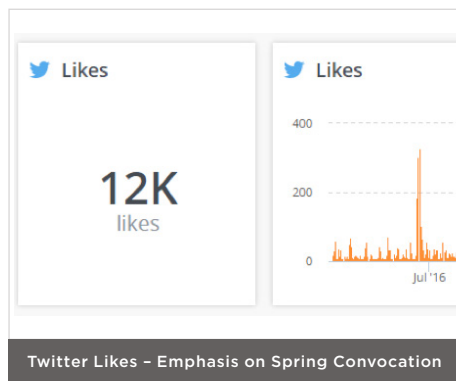 Likes
12K
likes
Likes
400
200
0
Jul '16
Twitter Likes – Emphasis on Spring Convocation